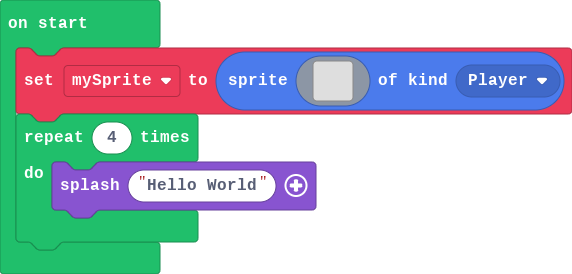 on start
set mySprite to sprite of kind Player
repeat 4 times
do splash "Hello World"